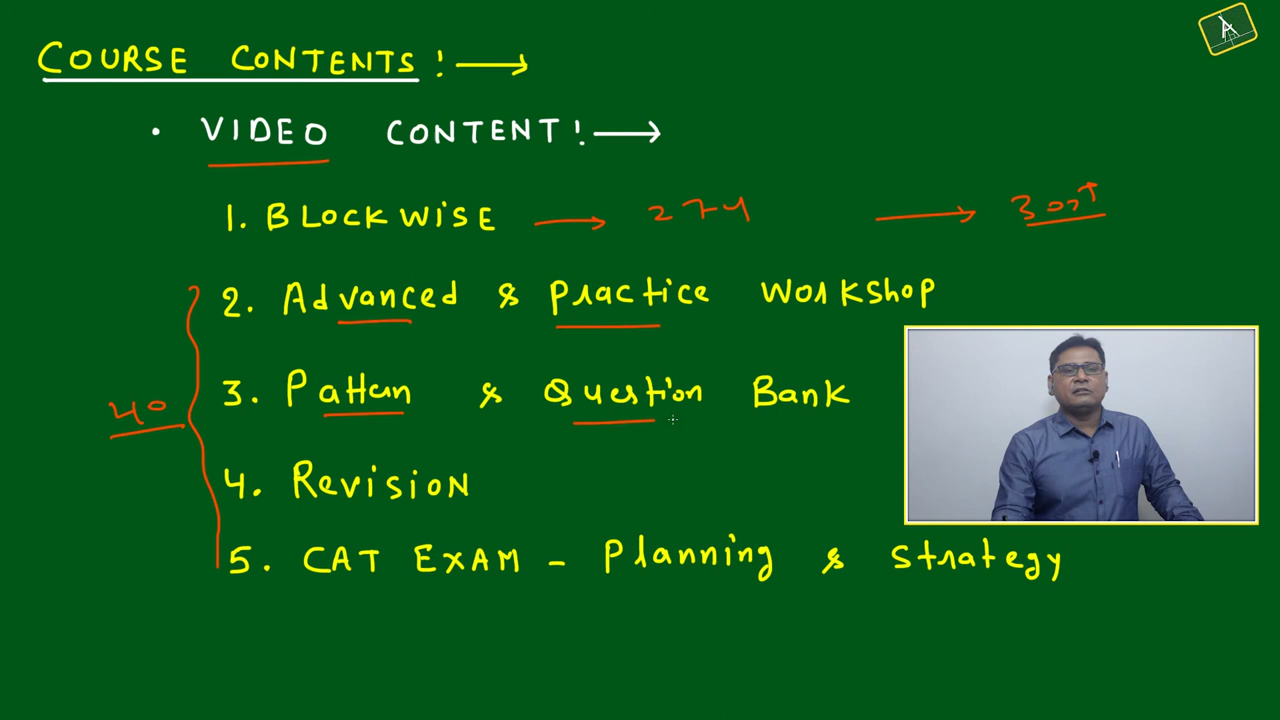 COURSE CONTENTS ! →
• VIDEO CONTENT ! →
1. BLOCKWISE → 274 → 300+
2. Advanced & Practice Workshop
3. Pattern & Question Bank
40
4. Revision
5. CAT EXAM - Planning & Strategy
A